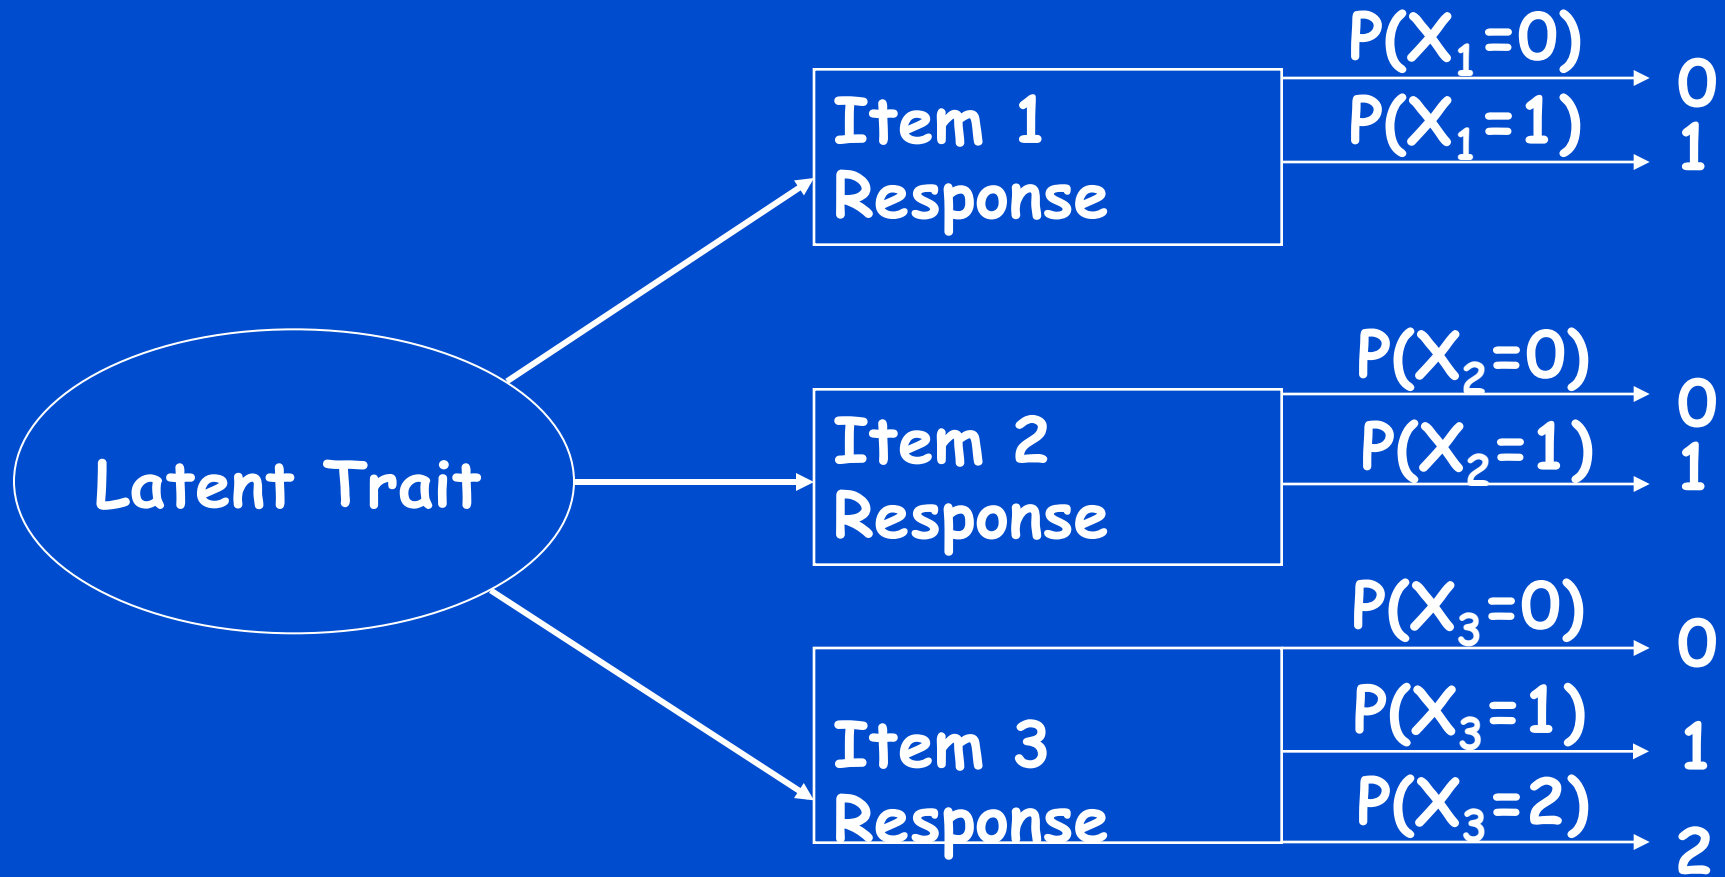 P(X₁=0)
0
Item 1
P(X₁=1)
1
Response
P(X₂=0)
0
Item 2
P(X₂=1)
1
Latent Trait
Response
P(X₃=0)
0
P(X₃=1)
1
Item 3
P(X₃=2)
Response
2